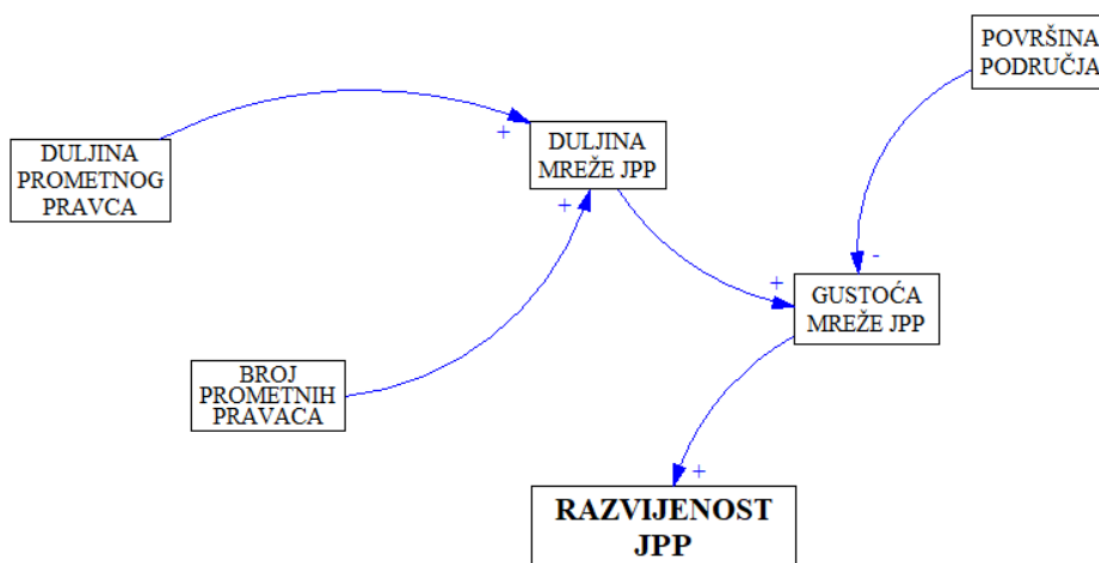 POVRŠINA
PODRUČJA
+
DULJINA
PROMETNOG
PRAVCA
DULJINA
MREŽE JPP
+
-
+
GUSTOĆA
MREŽE JPP
BROJ
PROMETNIH
PRAVACA
+
RAZVIJENOST
JPP